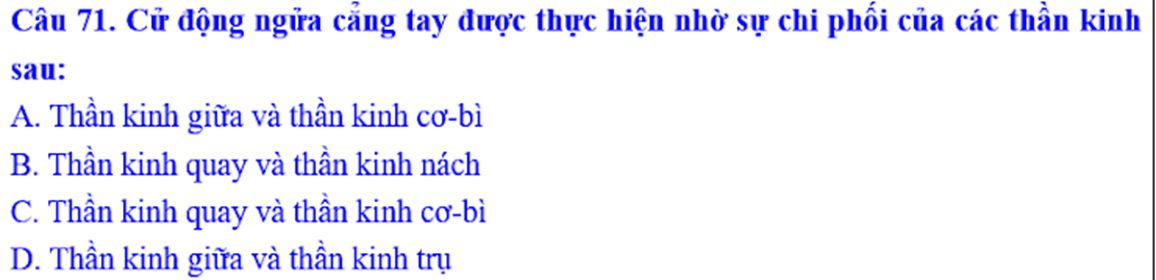 Câu 71. Cử động ngửa cẳng tay được thực hiện nhờ sự chi phối của các thần kinh
sau:
A. Thần kinh giữa và thần kinh cơ-bì
B. Thần kinh quay và thần kinh nách
C. Thần kinh quay và thần kinh cơ-bì
D. Thần kinh giữa và thần kinh trụ